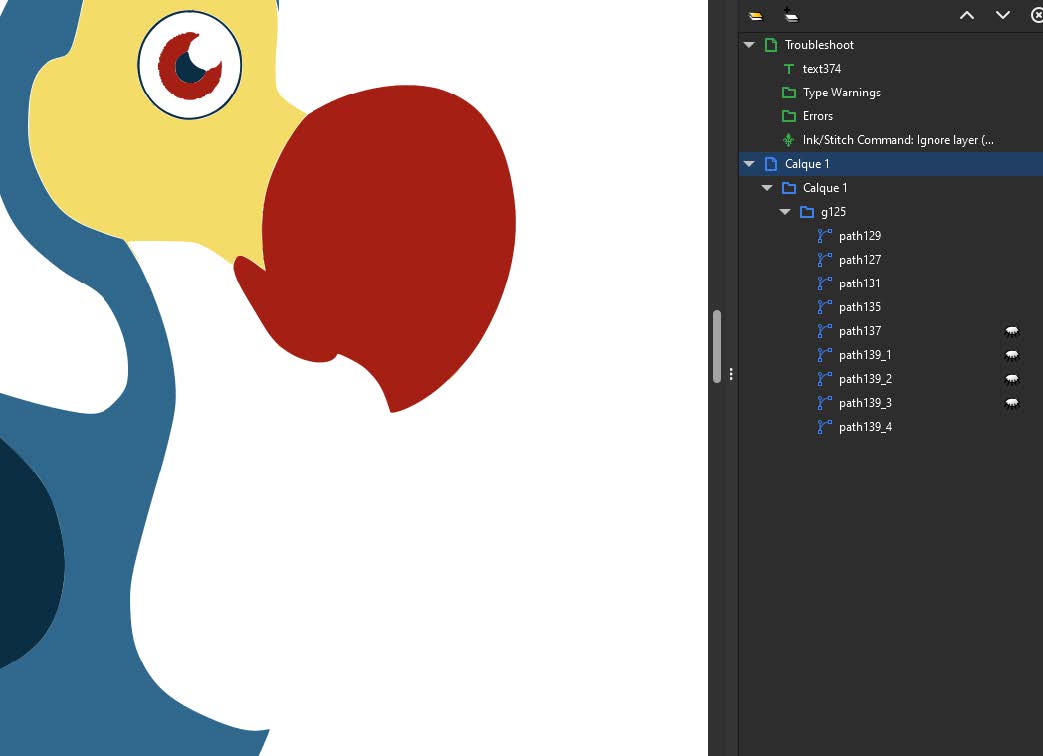 Troubleshoot
text374
Type Warnings
Errors
Ink/Stitch Command: Ignore layer (...
Calque 1
Calque 1
g125
path129
path127
path131
path135
path137
path139_1
path139_2
path139_3
path139_4